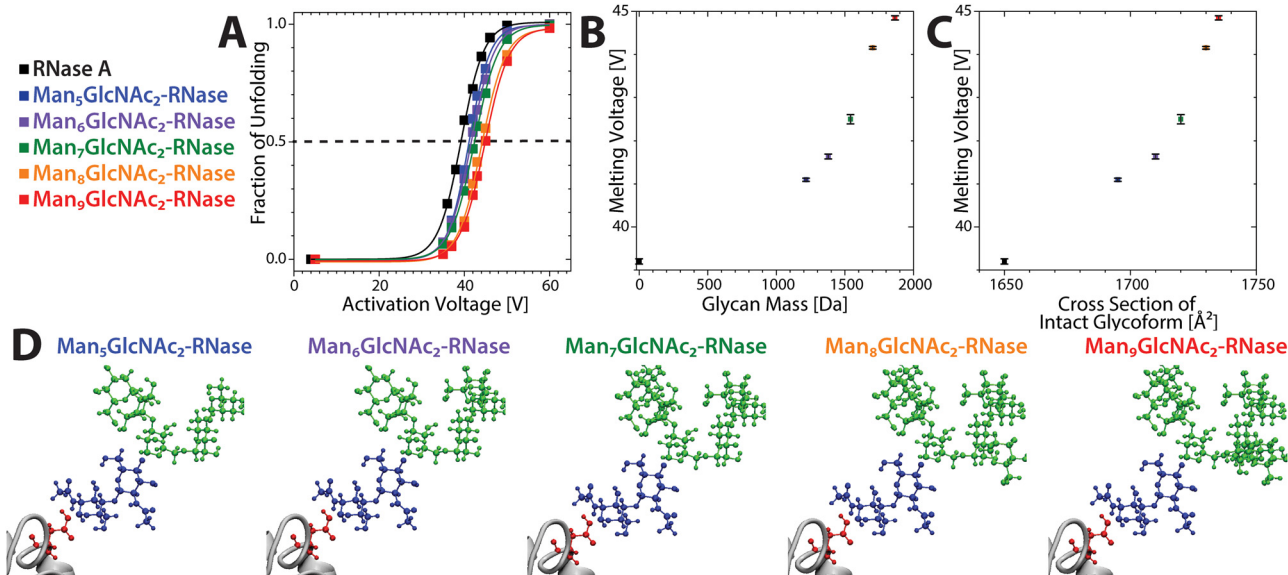 A
B
C
RNase A
Man₅GlcNAc₂-RNase
Man₆GlcNAc₂-RNase
Man₇GlcNAc₂-RNase
Man₈GlcNAc₂-RNase
Man₉GlcNAc₂-RNase
Fraction of Unfolding
1.0
0.5
0.0
0 20 40 60
Activation Voltage [V]
Melting Voltage [V]
45
40
0 500 1000 1500 2000
Glycan Mass [Da]
Melting Voltage [V]
45
40
1650 1700 1750
Cross Section of
Intact Glycoform [Å²]
D
Man₅GlcNAc₂-RNase
Man₆GlcNAc₂-RNase
Man₇GlcNAc₂-RNase
Man₈GlcNAc₂-RNase
Man₉GlcNAc₂-RNase